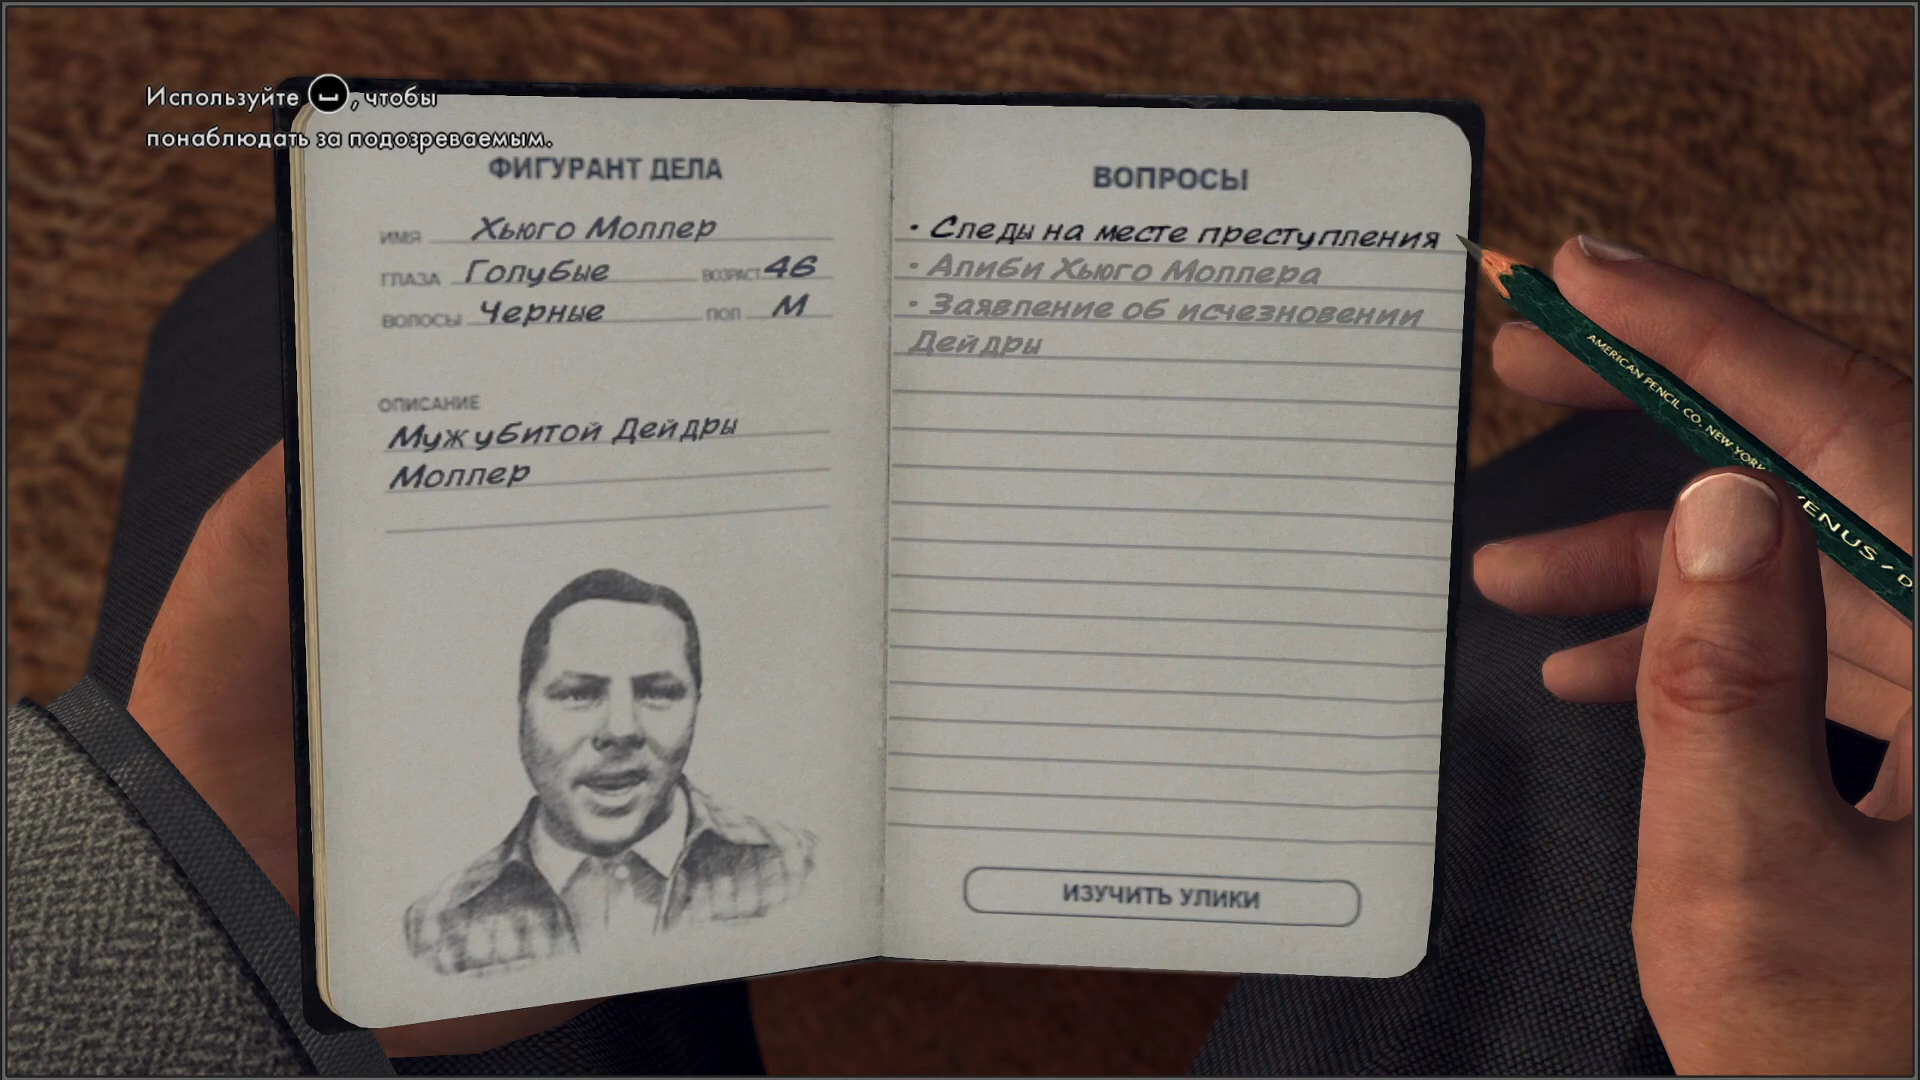 Используйте , чтобы
понаблюдать за подозреваемым.
ФИГУРАНТ ДЕЛА
ИМЯ Хьюго Моллер
ГЛАЗА Голубые ВОЗРАСТ 46
ВОЛОСЫ Черные ПОЛ М
ОПИСАНИЕ
Муж убитой Дейдры
Моллер
ВОПРОСЫ
• Следы на месте преступления
• Алиби Хьюго Моллера
• Заявление об исчезновении
Дейдры
ИЗУЧИТЬ УЛИКИ
AMERICAN PENCIL CO. NEW YORK
VENUS